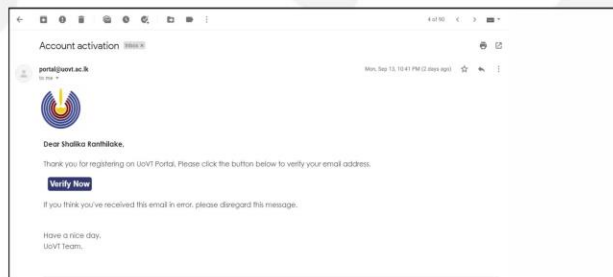 4 of 95
Account activation Inbox ×
portal@uovt.ac.lk
Mon, Sep 13, 10:41 PM (2 days ago)
to me
Dear Shalika Ranthilake,
Thank you for registering on UoVT Portal, Please click the button below to verify your email address.
Verify Now
If you think you've received this email in error, please disregard this message.
Have a nice day,
UoVT Team.